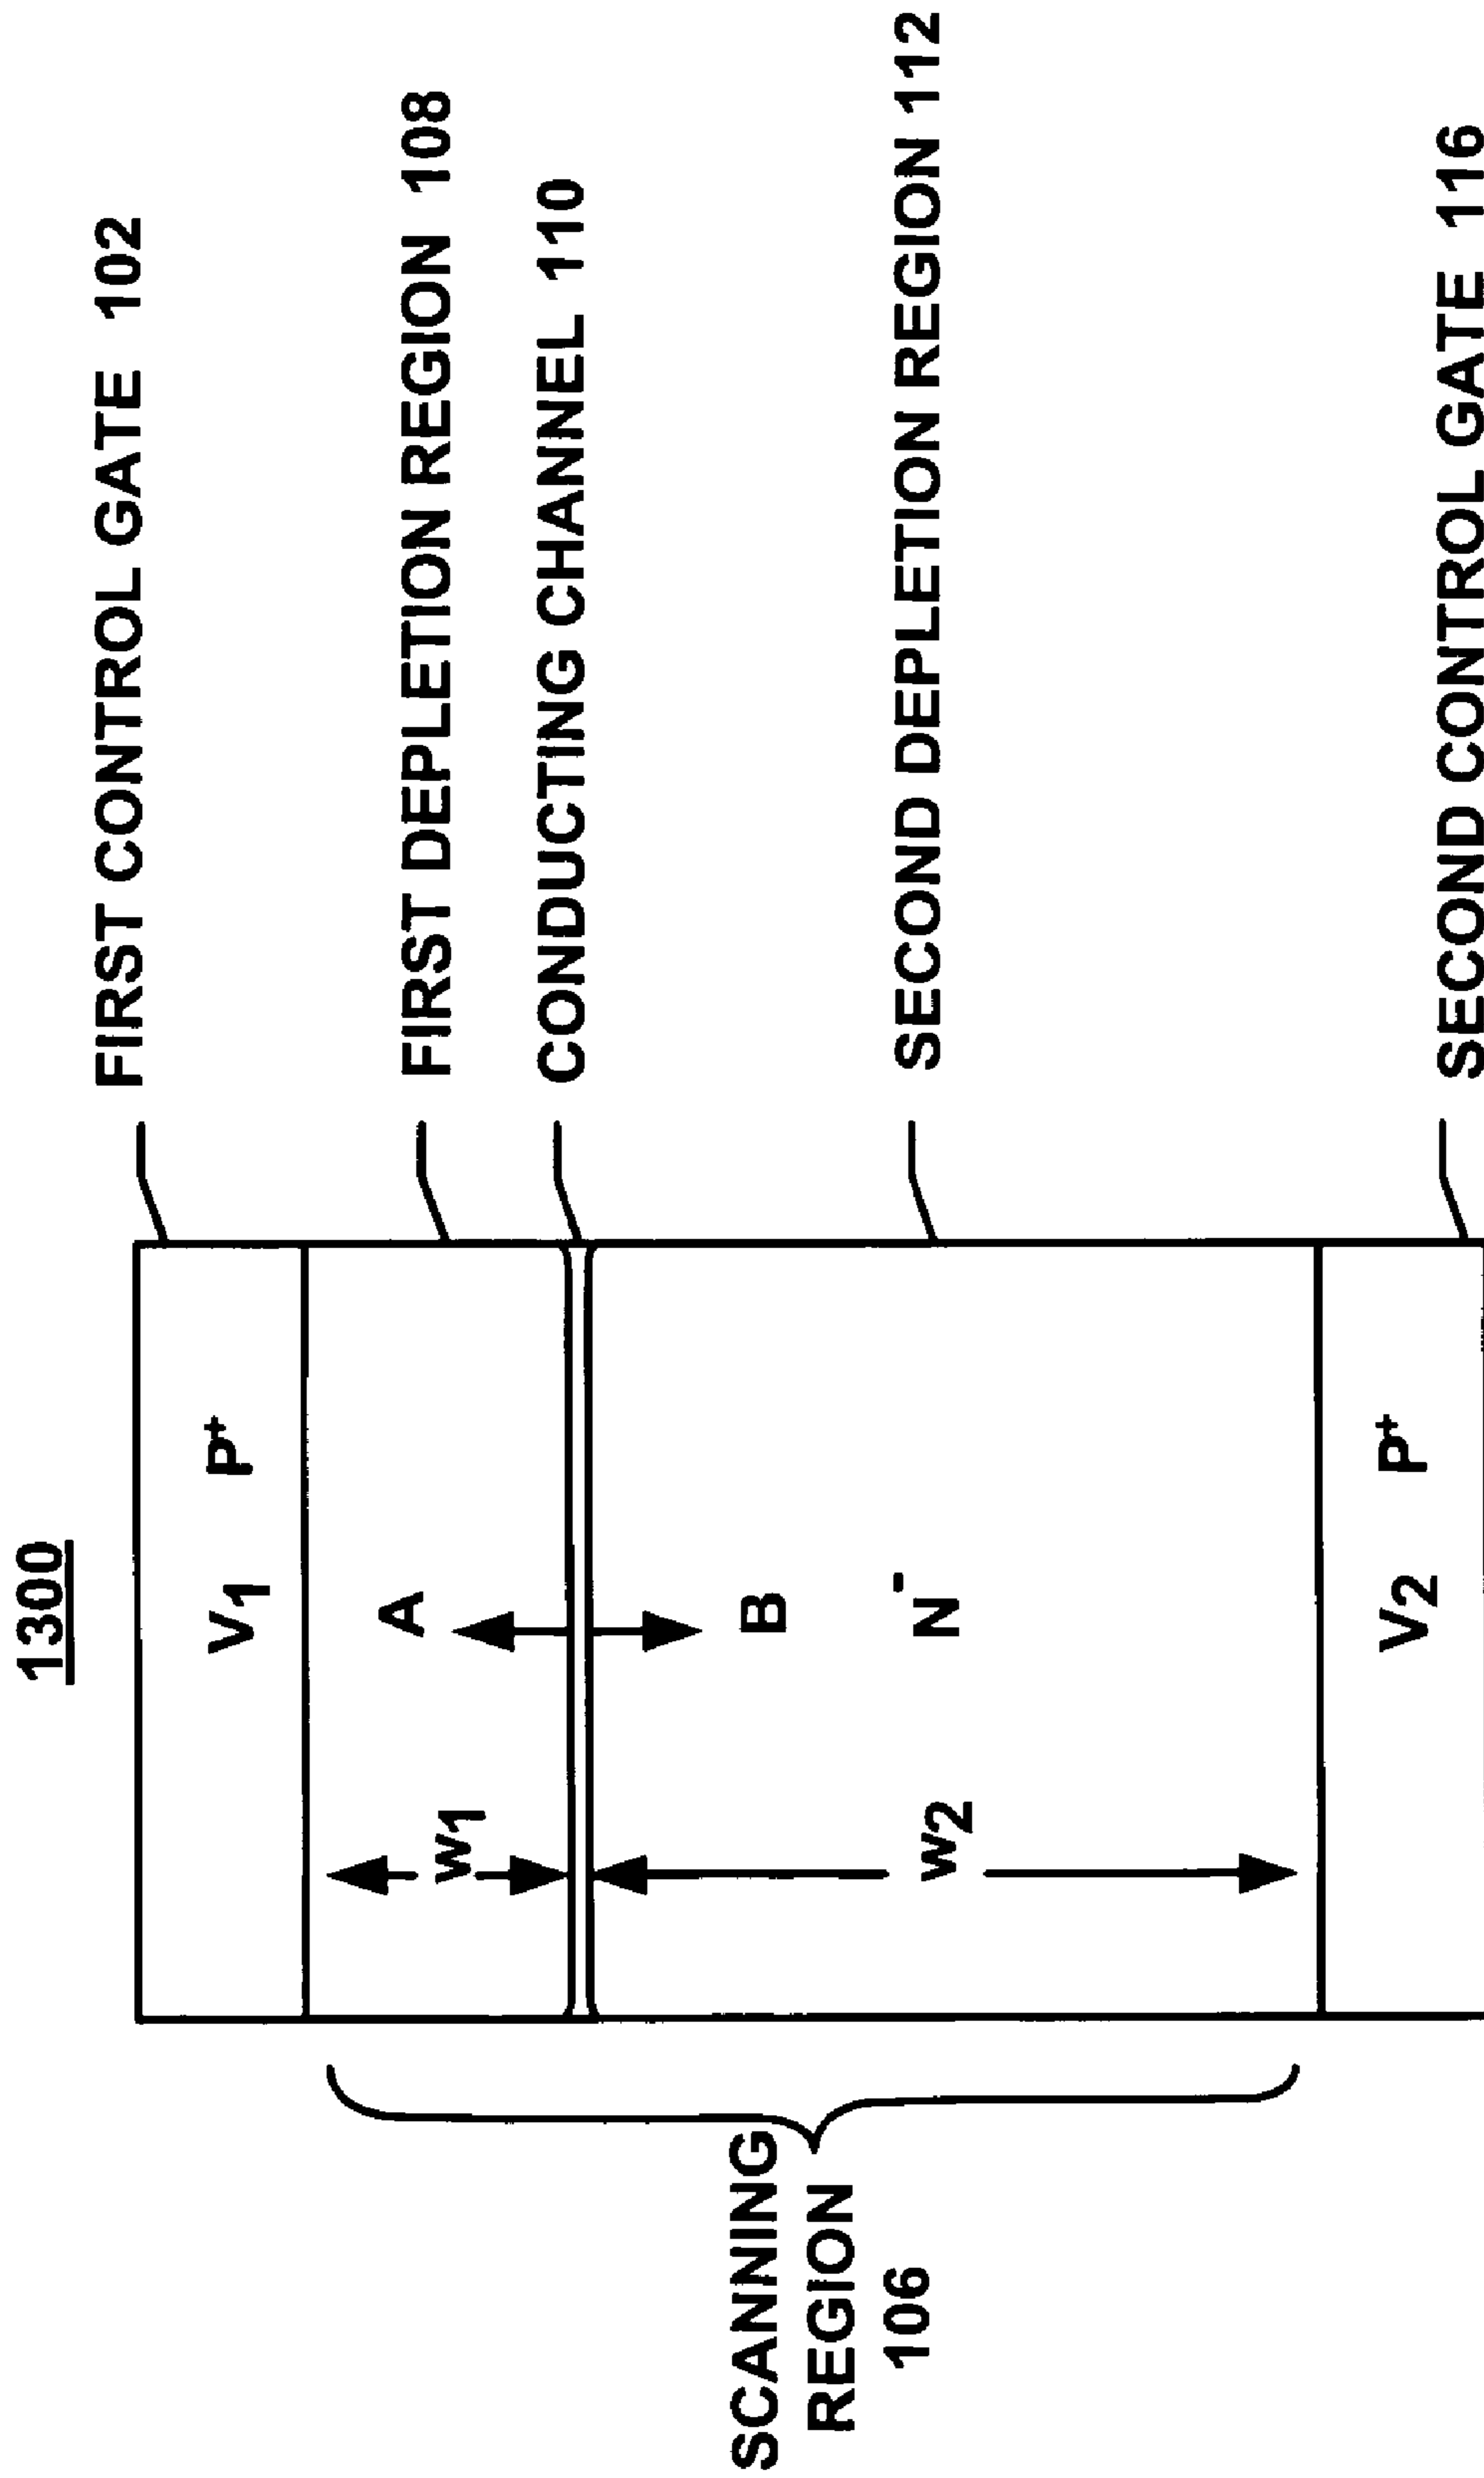 1300
FIRST CONTROL GATE 102
FIRST DEPLETION REGION 108
CONDUCTING CHANNEL 110
SECOND DEPLETION REGION 112
SECOND CONTROL GATE 116
V1 P+
A
W1
B
N-
W2
V2 P+
SCANNING
REGION
106